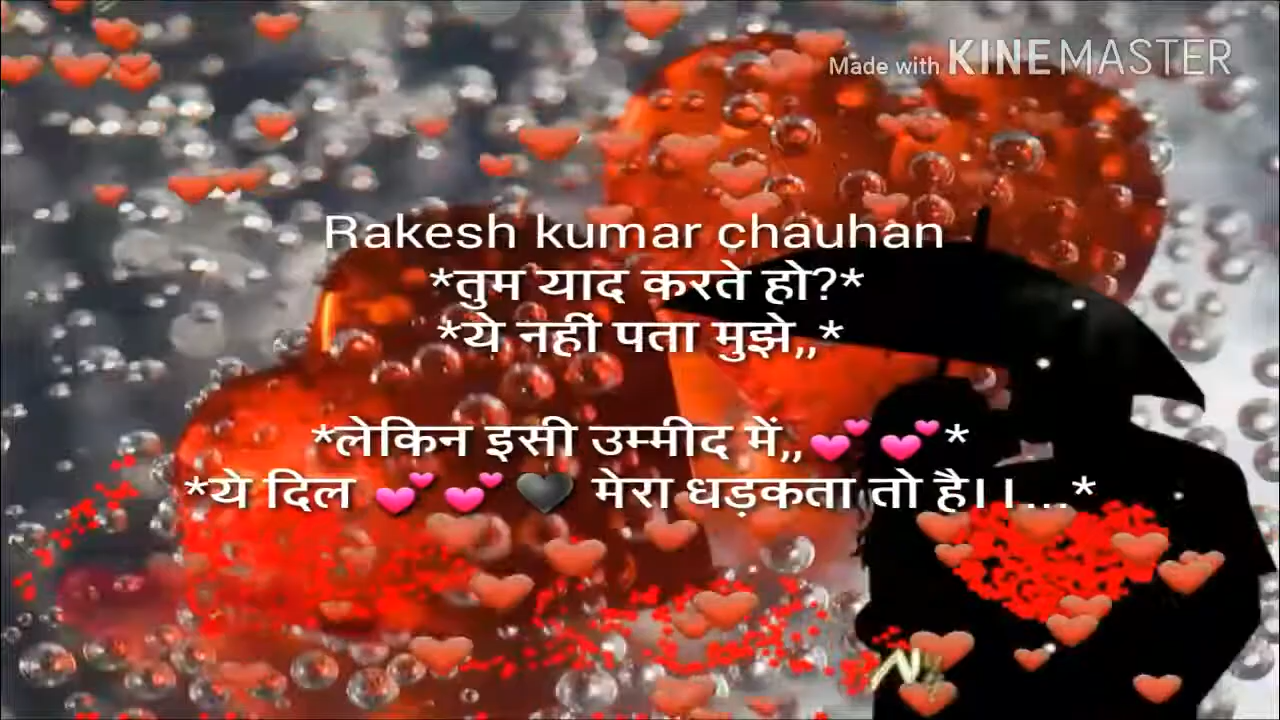 Made with KINEMASTER
Rakesh kumar chauhan
*तुम याद करते हो?*
*ये नहीं पता मुझे,,*
*लेकिन इसी उम्मीद में,,💕💕*
*ये दिल 💕💕🖤 मेरा धड़कता तो है।।...*